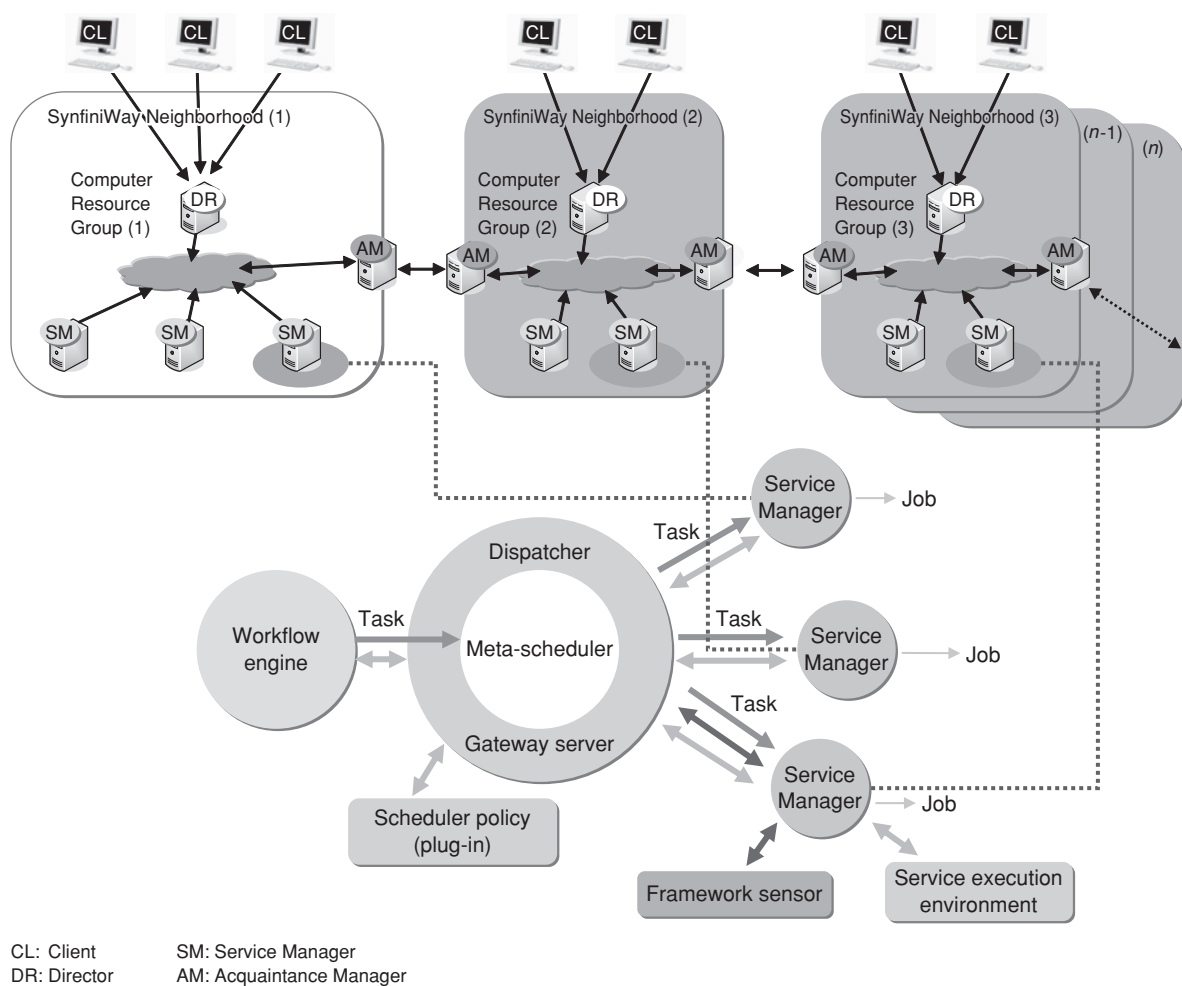 CL CL CL CL CL CL CL
SynfiniWay Neighborhood (1)
SynfiniWay Neighborhood (2)
SynfiniWay Neighborhood (3)
(n-1)
(n)
Computer
Resource
Group (1)
DR
Computer
Resource
Group (2)
DR
Computer
Resource
Group (3)
DR
AM
AM
AM
AM
AM
SM
SM
SM
SM
SM
SM
SM
Service
Manager
Job
Task
Dispatcher
Workflow
engine
Task
Meta-scheduler
Task
Service
Manager
Job
Task
Gateway server
Service
Manager
Job
Scheduler policy
(plug-in)
Framework sensor
Service execution
environment
CL: Client
SM: Service Manager
DR: Director
AM: Acquaintance Manager